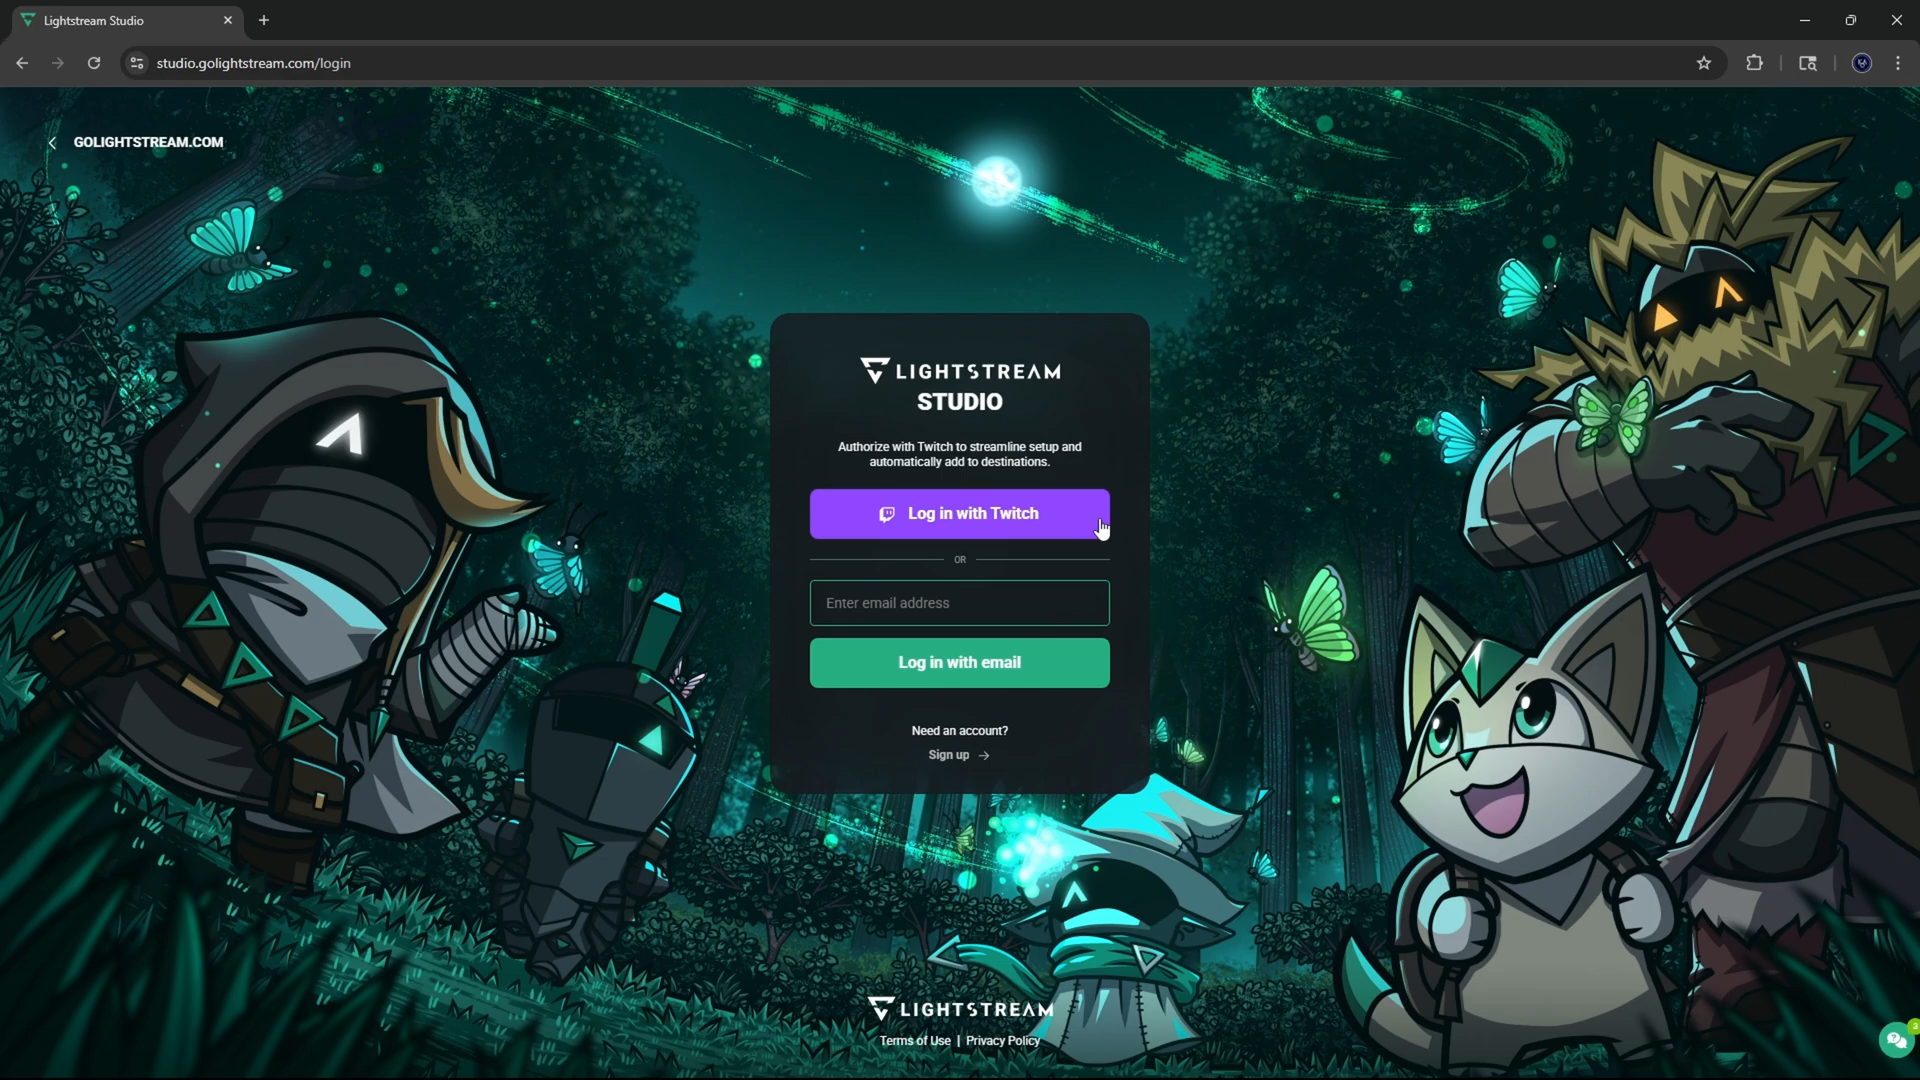 Lightstream Studio
studio.golightstream.com/login
GOLIGHTSTREAM.COM
LIGHTSTREAM
STUDIO
Authorize with Twitch to streamline setup and
automatically add to destinations.
Log in with Twitch
OR
Enter email address
Log in with email
Need an account?
Sign up →
LIGHTSTREAM
Terms of Use | Privacy Policy
3